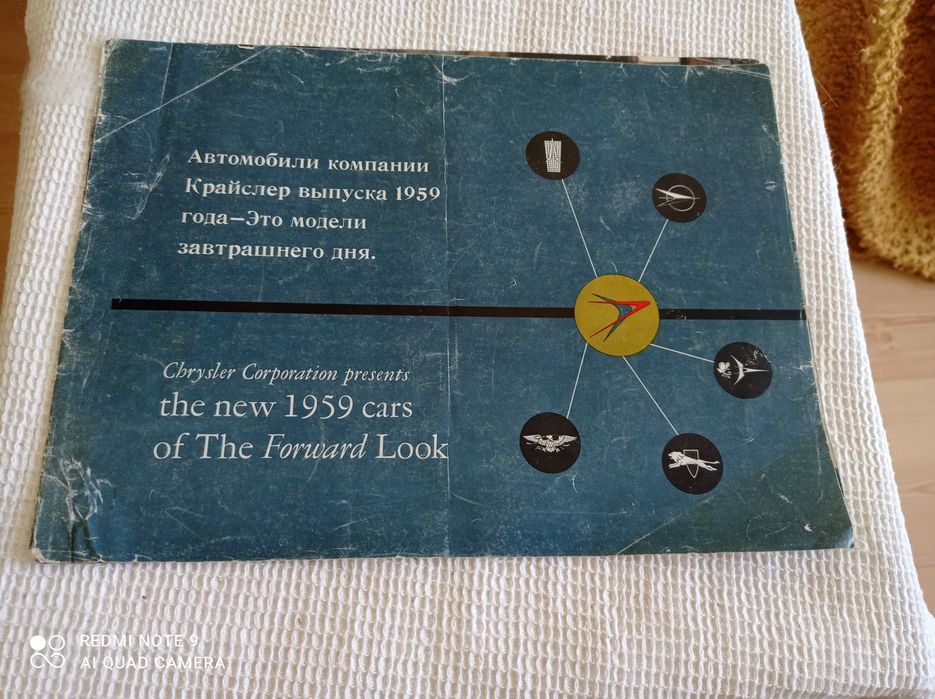 Автомобили компании
Крайслер выпуска 1959
года—Это модели
завтрашнего дня.
Chrysler Corporation presents
the new 1959 cars
of The Forward Look
REDMI NOTE 9
AI QUAD CAMERA